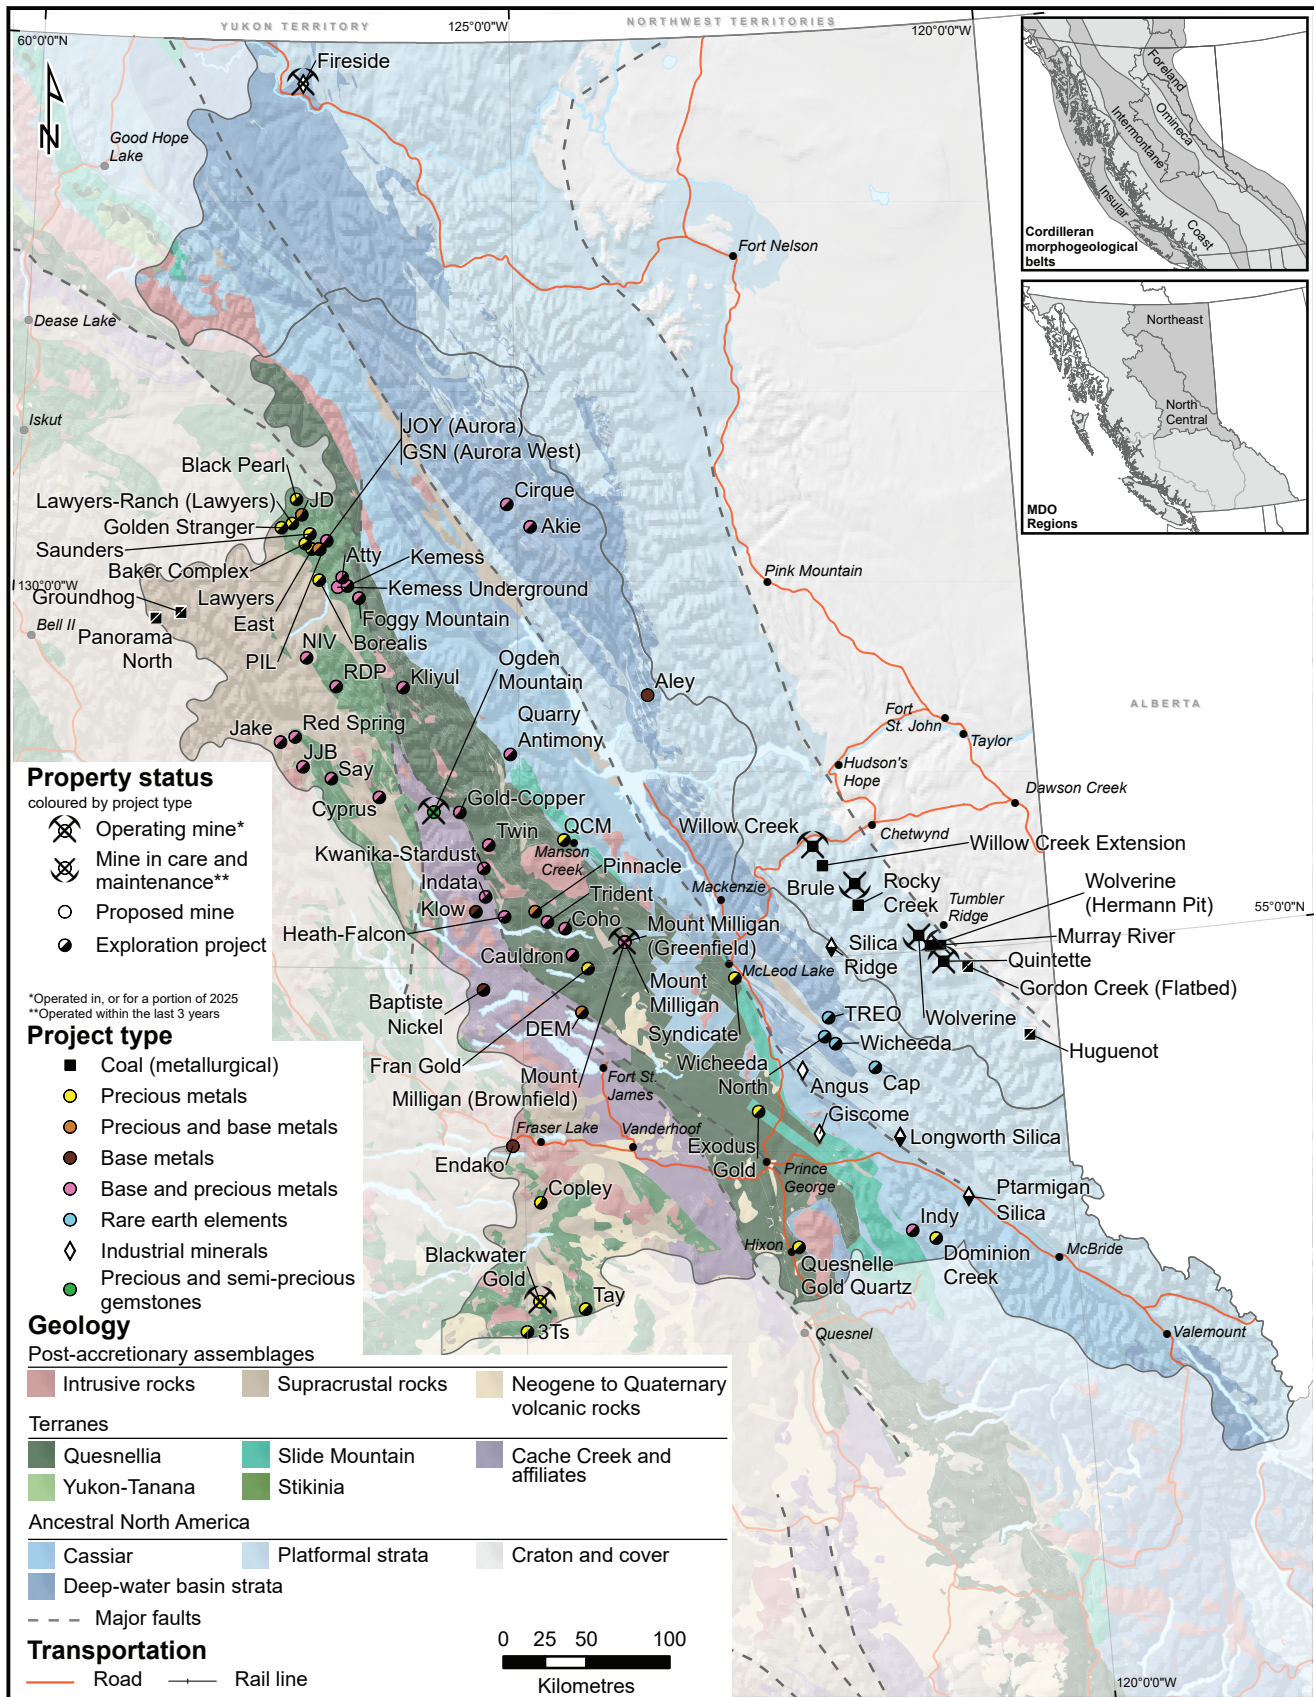 YUKON TERRITORY
NORTHWEST TERRITORIES
60°0'0"N
125°0'0"W
120°0'0"W
N
Fireside
Good Hope
Lake
Fort Nelson
Dease Lake
Iskut
JOY (Aurora)
GSN (Aurora West)
Black Pearl
Lawyers-Ranch (Lawyers)
JD
Golden Stranger
Saunders
Baker Complex
Cirque
Akie
Atty
Kemess
Kemess Underground
Pink Mountain
130°0'0"W
Groundhog
Lawyers
East
Foggy Mountain
Bell II
Panorama
North
PIL
NIV
Borealis
RDP
Kliyul
Ogden
Mountain
Aley
Quarry
Antimony
Jake
Red Spring
JJB
Say
Cyprus
Fort
St. John
Taylor
ALBERTA
Hudson's
Hope
Dawson Creek
Chetwynd
Gold-Copper
Twin
QCM
Manson
Creek
Kwanika-Stardust
Pinnacle
Indata
Trident
Klow
Coho
Heath-Falcon
Mackenzie
Willow Creek
Willow Creek Extension
Brule
Rocky
Creek
Tumbler
Ridge
Wolverine
(Hermann Pit)
55°0'0"N
Murray River
Quintette
Gordon Creek (Flatbed)
Silica
Ridge
Mount Milligan
(Greenfield)
McLeod Lake
Cauldron
Mount
Milligan
Baptiste
Nickel
DEM
Syndicate
TREO
Wolverine
Wicheeda
Huguenot
Fran Gold
Mount
Milligan (Brownfield)
Fort St.
James
Wicheeda
North
Angus
Cap
Giscome
Longworth Silica
Fraser Lake
Vanderhoof
Endako
Exodus
Gold
Prince
George
Ptarmigan
Silica
Copley
Indy
Dominion
Creek
McBride
Hixon
Quesnelle
Gold Quartz
Blackwater
Gold
Tay
3Ts
Quesnel
Valemount
120°0'0"W
Foreland
Omineca
Intermontane
Insular
Coast
Cordilleran
morphogeological
belts
Northeast
North
Central
MDO
Regions
Property status
coloured by project type
Operating mine*
Mine in care and
maintenance**
Proposed mine
Exploration project
*Operated in, or for a portion of 2025
**Operated within the last 3 years
Project type
Coal (metallurgical)
Precious metals
Precious and base metals
Base metals
Base and precious metals
Rare earth elements
Industrial minerals
Precious and semi-precious
gemstones
Geology
Post-accretionary assemblages
Intrusive rocks
Supracrustal rocks
Neogene to Quaternary
volcanic rocks
Terranes
Quesnellia
Slide Mountain
Cache Creek and
affiliates
Yukon-Tanana
Stikinia
Ancestral North America
Cassiar
Platformal strata
Craton and cover
Deep-water basin strata
Major faults
Transportation
Road
Rail line
0 25 50 100
Kilometres